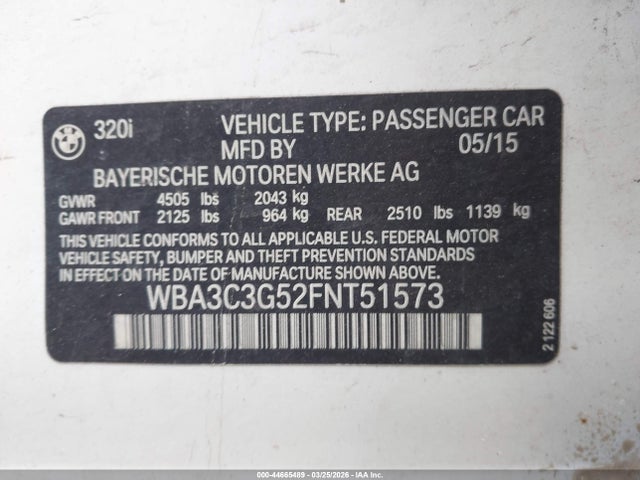 BMW
320i VEHICLE TYPE: PASSENGER CAR
MFD BY 05/15
BAYERISCHE MOTOREN WERKE AG
GVWR 4505 lbs 2043 kg
GAWR FRONT 2125 lbs 964 kg REAR 2510 lbs 1139 kg
THIS VEHICLE CONFORMS TO ALL APPLICABLE U.S. FEDERAL MOTOR
VEHICLE SAFETY, BUMPER AND THEFT PREVENTION STANDARDS
IN EFFECT ON THE DATE OF MANUFACTURE SHOWN ABOVE.
WBA3C3G52FNT51573
2 122 606
000-44665489 - 03/25/2026 - IAA Inc.